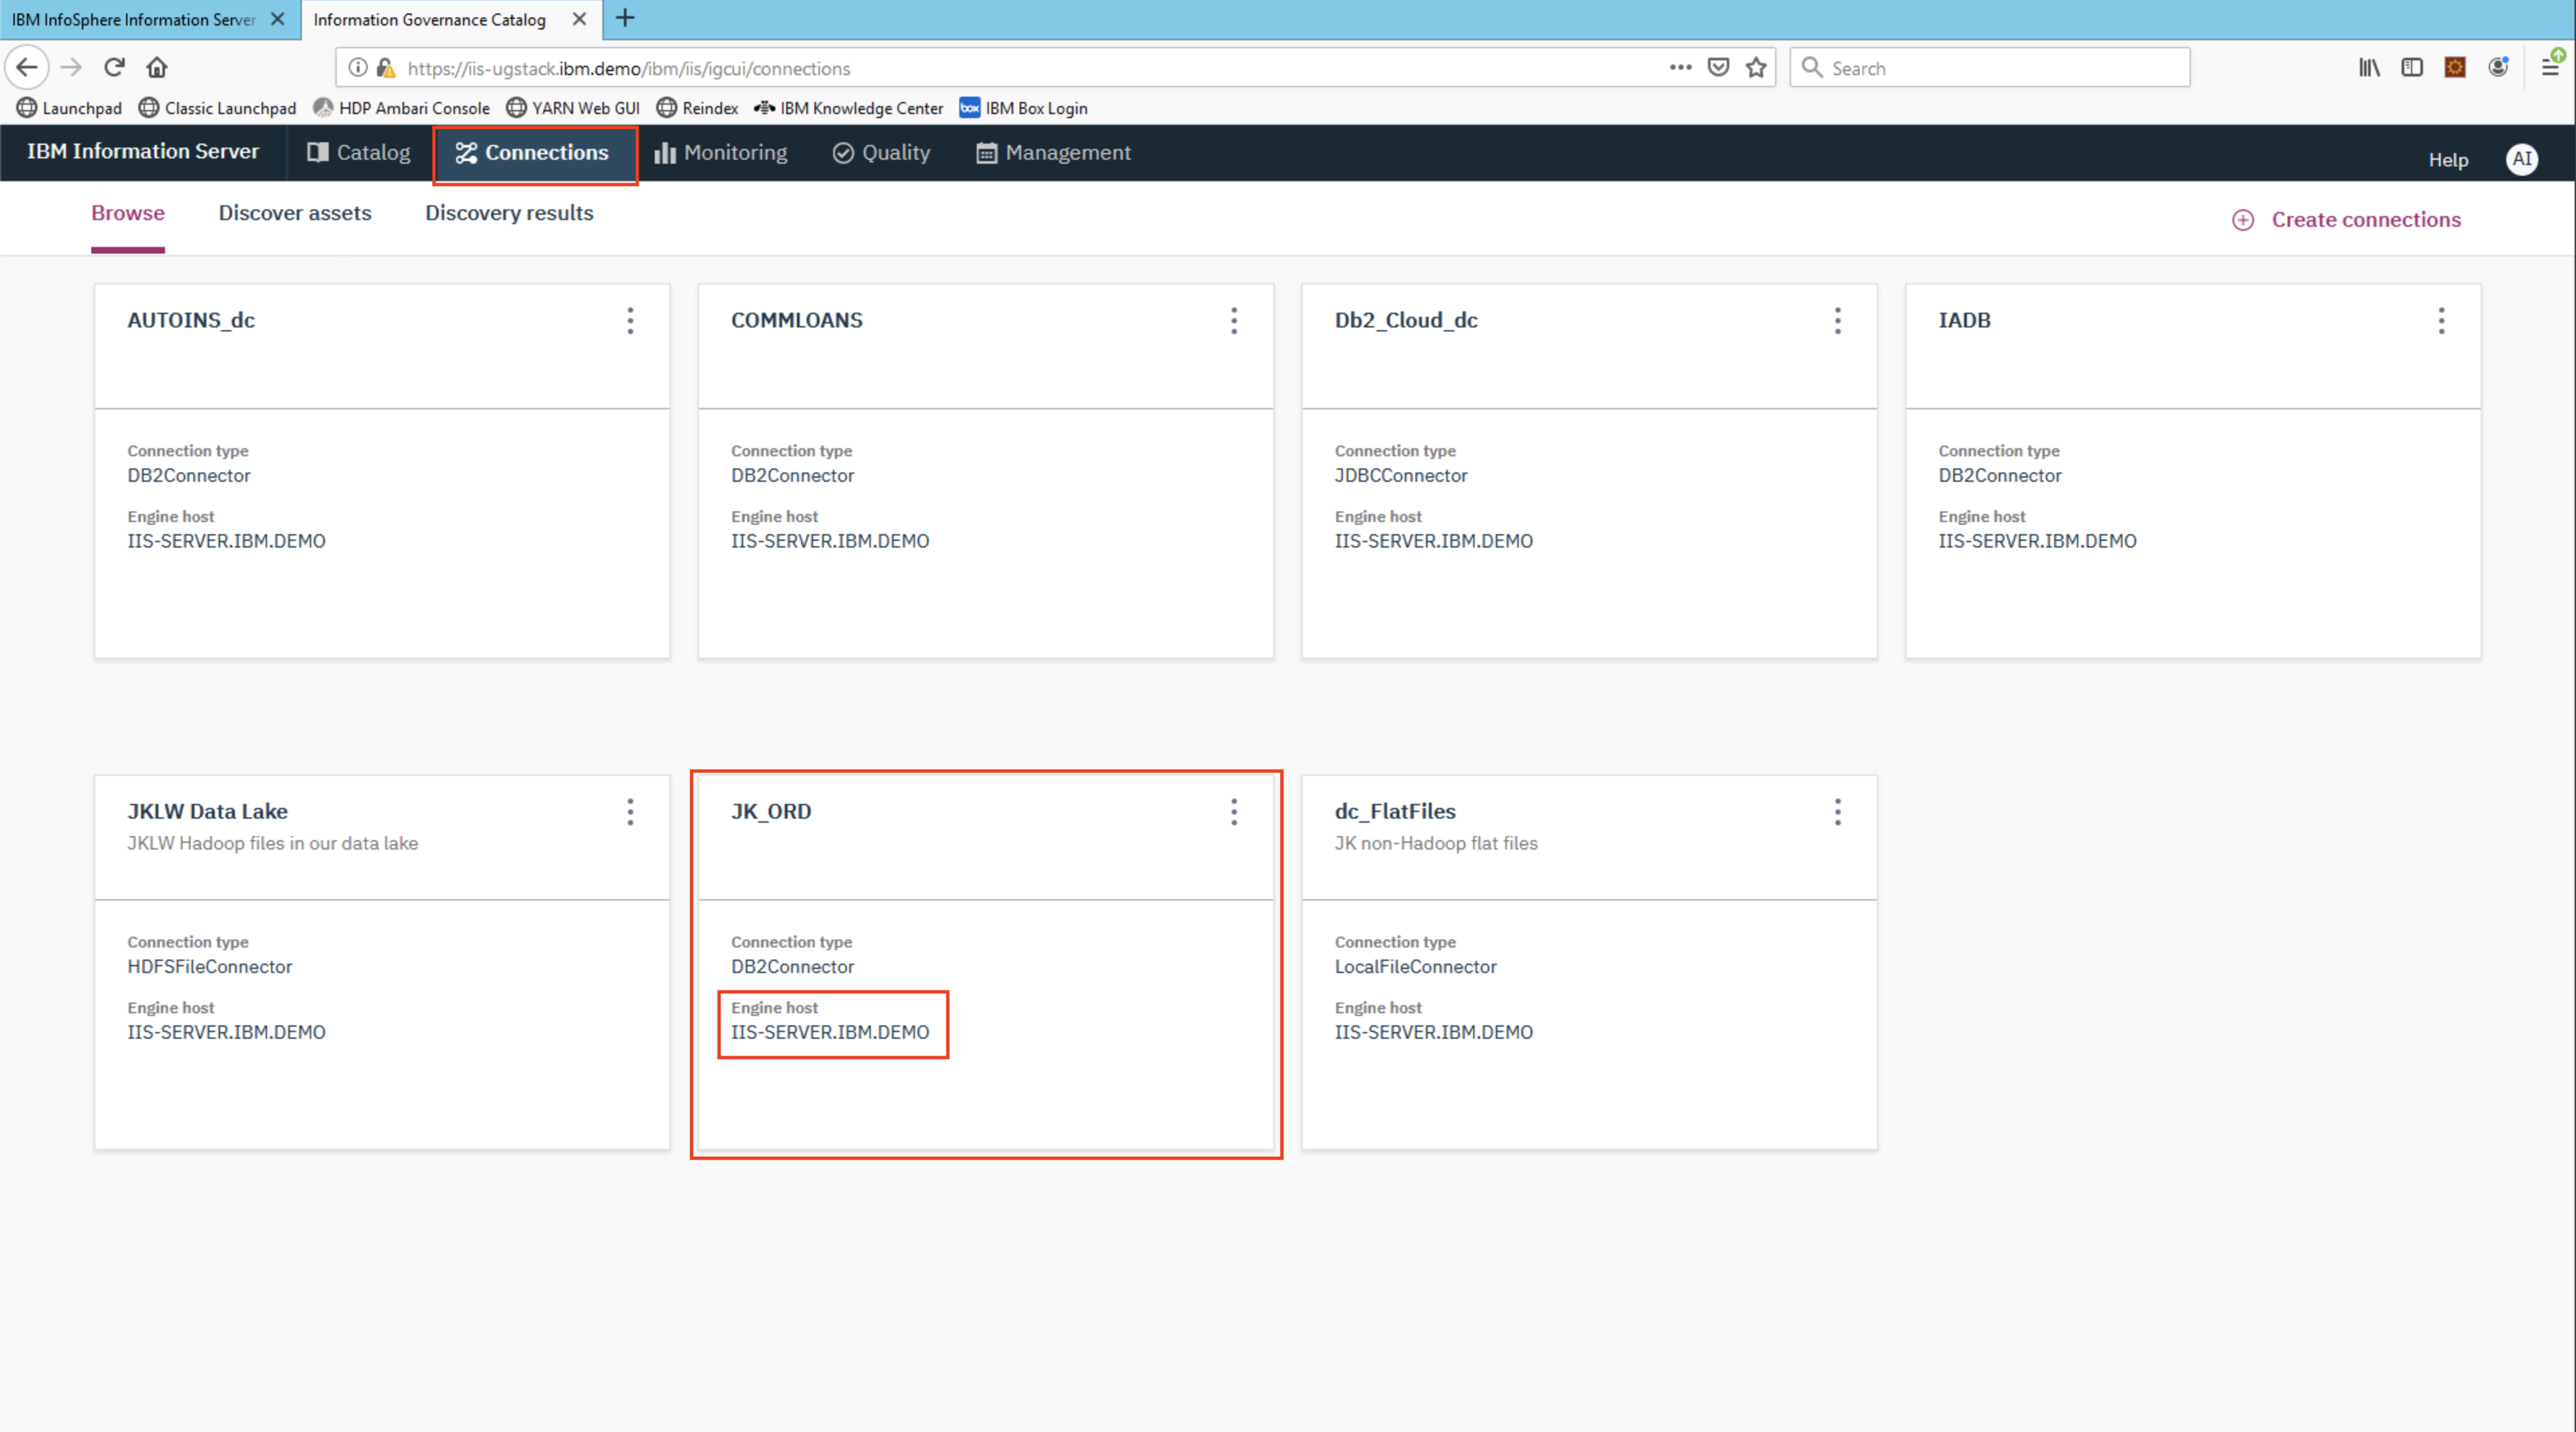 IBM InfoSphere Information Server
Information Governance Catalog
https://iis-ugstack.ibm.demo/ibm/iis/igcui/connections
Search
Launchpad
Classic Launchpad
HDP Ambari Console
YARN Web GUI
Reindex
IBM Knowledge Center
box
IBM Box Login
IBM Information Server
Catalog
Connections
Monitoring
Quality
Management
Help
AI
Browse
Discover assets
Discovery results
Create connections
AUTOINS_dc
Connection type
DB2Connector
Engine host
IIS-SERVER.IBM.DEMO
COMMLOANS
Connection type
DB2Connector
Engine host
IIS-SERVER.IBM.DEMO
Db2_Cloud_dc
Connection type
JDBCConnector
Engine host
IIS-SERVER.IBM.DEMO
IADB
Connection type
DB2Connector
Engine host
IIS-SERVER.IBM.DEMO
JKLW Data Lake
JKLW Hadoop files in our data lake
Connection type
HDFSFileConnector
Engine host
IIS-SERVER.IBM.DEMO
JK_ORD
Connection type
DB2Connector
Engine host
IIS-SERVER.IBM.DEMO
dc_FlatFiles
JK non-Hadoop flat files
Connection type
LocalFileConnector
Engine host
IIS-SERVER.IBM.DEMO